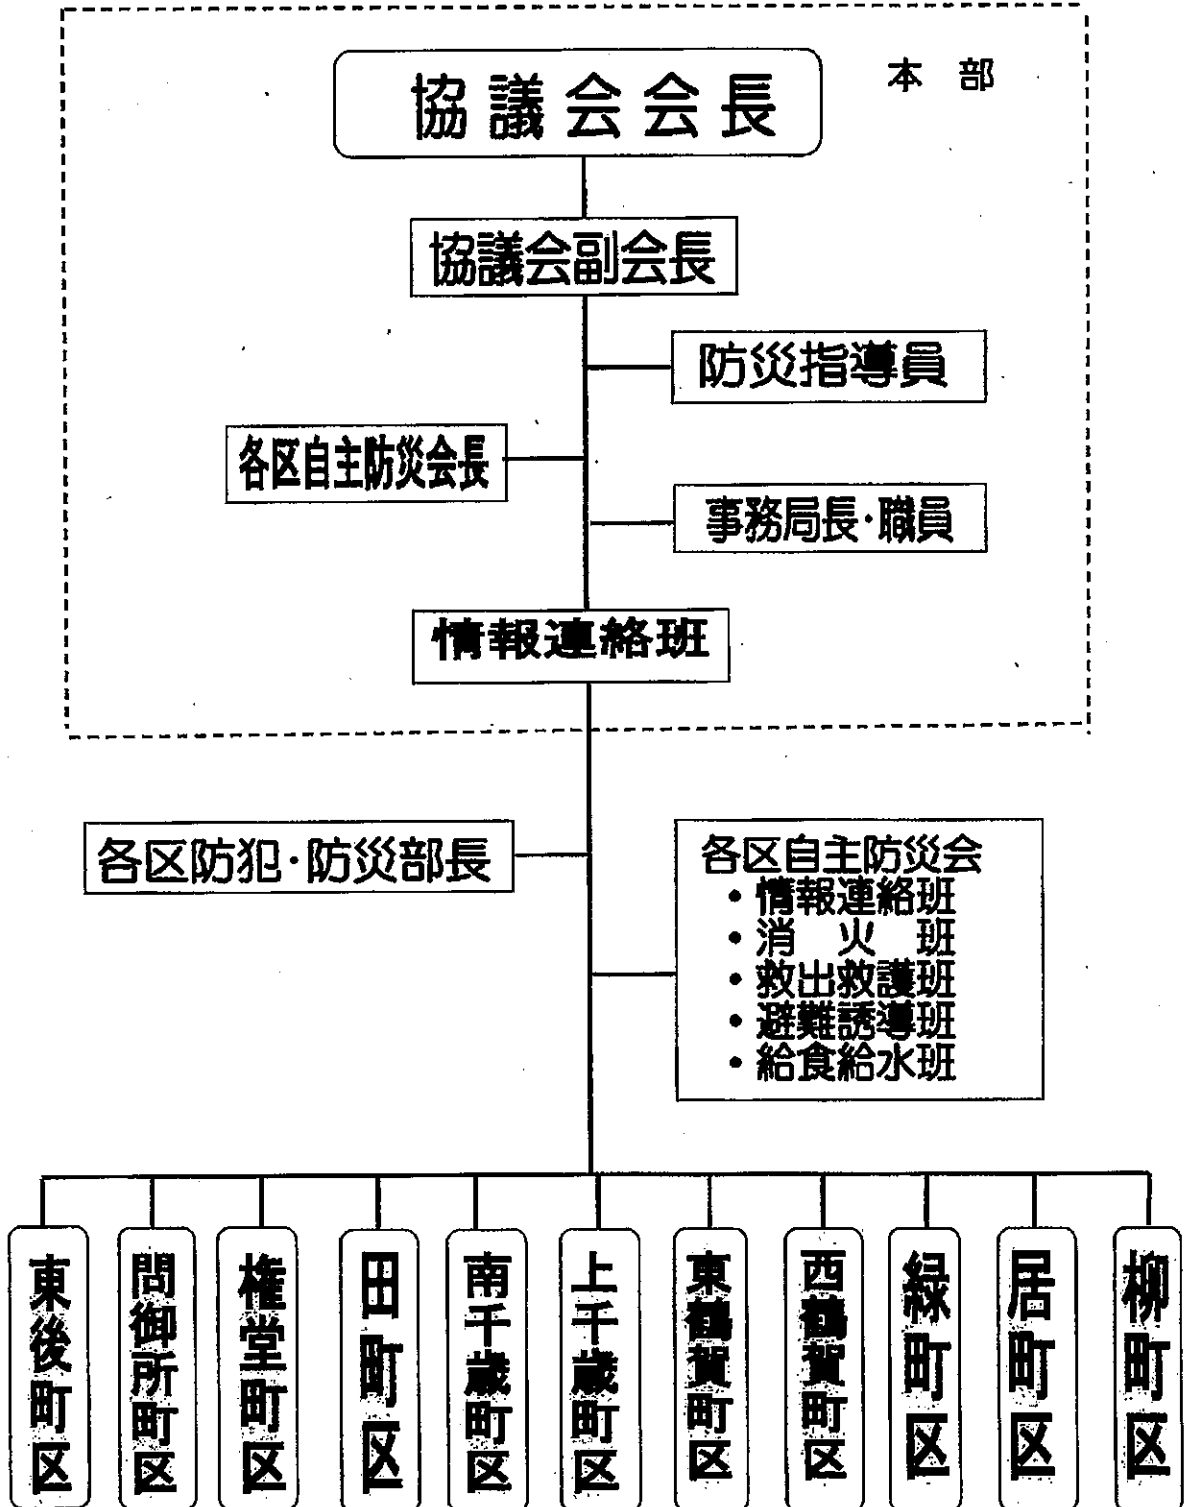 本 部
協議会会長
協議会副会長
防災指導員
各区自主防災会長
事務局長・職員
情報連絡班
各区防犯・防災部長
各区自主防災会
・情報連絡班
・消 火 班
・救出救護班
・避難誘導班
・給食給水班
東後町区
問御所町区
権堂町区
田町区
南千歳町区
上千歳町区
東鶴賀町区
西鶴賀町区
緑町区
居町区
柳町区